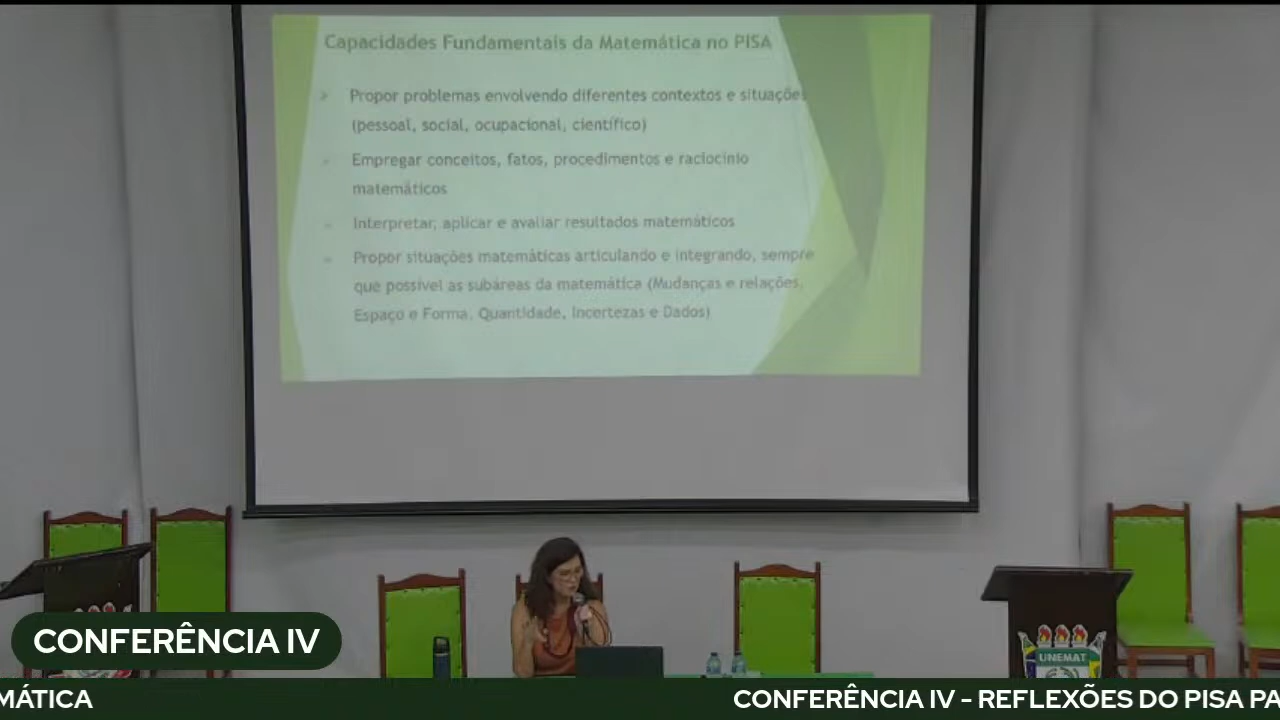 Capacidades Fundamentais da Matemática no PISA
Propor problemas envolvendo diferentes contextos e situações
(pessoal, social, ocupacional, científico)
Empregar conceitos, fatos, procedimentos e raciocínio
matemáticos
Interpretar, aplicar e avaliar resultados matemáticos
Propor situações matemáticas articulando e integrando, sempre
que possível as subáreas da matemática (Mudanças e relações,
Espaço e Forma, Quantidade, Incertezas e Dados)
UNEMAT
CONFERÊNCIA IV
MÁTICA
CONFERÊNCIA IV - REFLEXÕES DO PISA PA